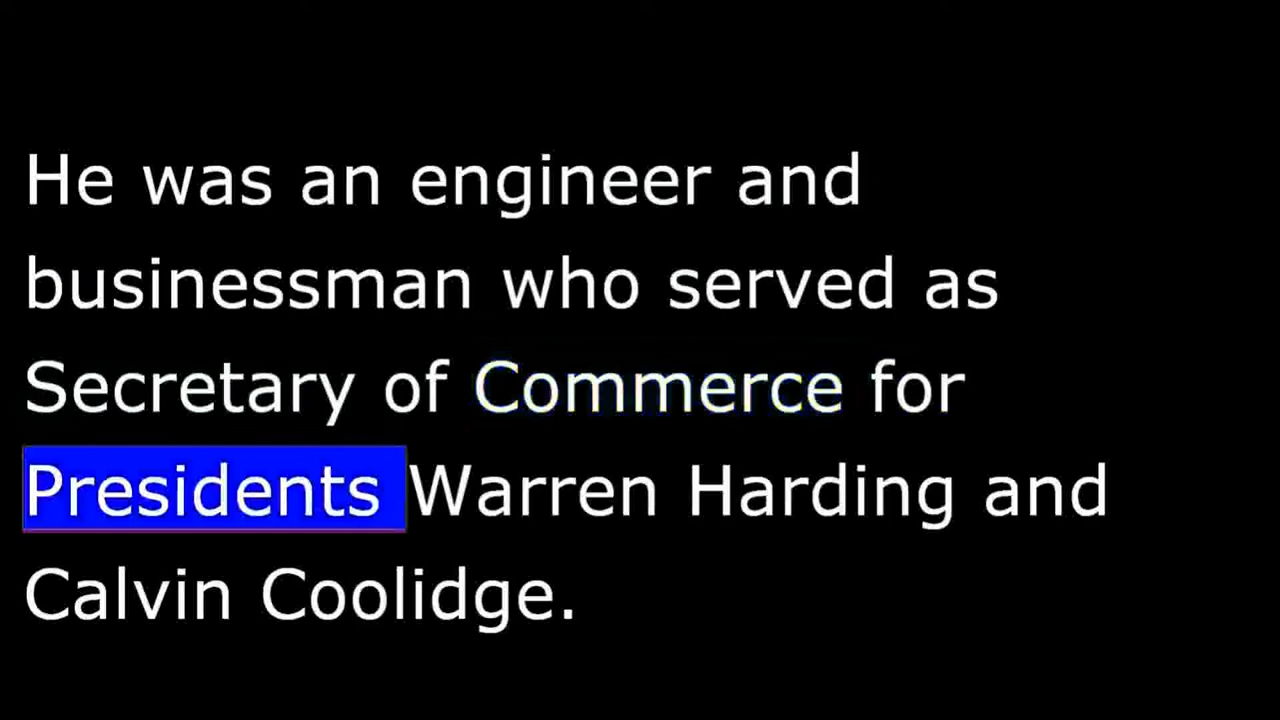 He was an engineer and
businessman who served as
Secretary of Commerce for
Presidents Warren Harding and
Calvin Coolidge.